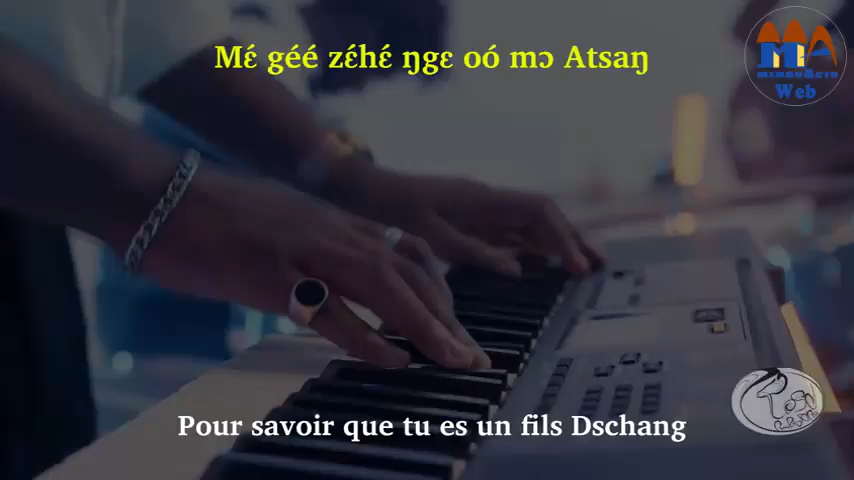 Mɛ́ géé zɛ́hɛ́ ŋgɛ oó mɔ Atsaŋ
Web
Pour savoir que tu es un fils Dschang